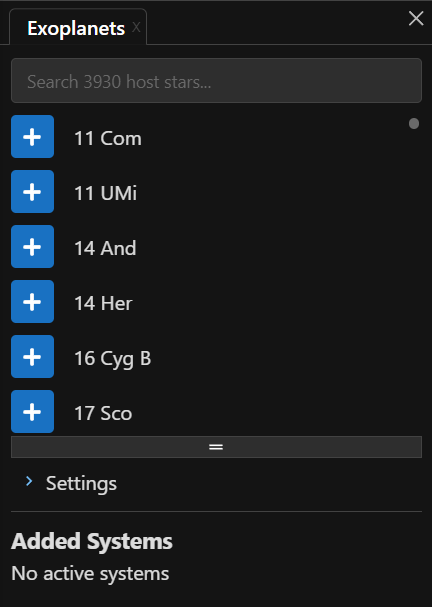 Exoplanets x
Search 3930 host stars...
11 Com
11 UMi
14 And
14 Her
16 Cyg B
17 Sco
Settings
Added Systems
No active systems